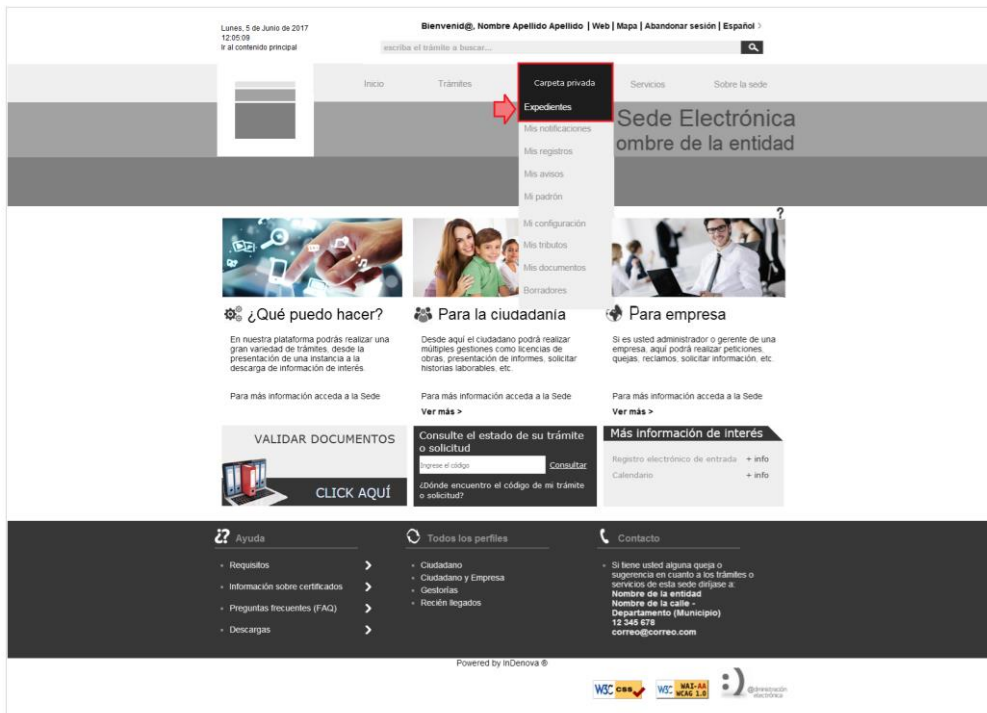 Lunes, 5 de Junio de 2017
12:05:09
Ir al contenido principal
Bienvenid@, Nombre Apellido Apellido | Web | Mapa | Abandonar sesión | Español >
escriba el trámite a buscar...
Inicio
Trámites
Carpeta privada
Servicios
Sobre la sede
Expedientes
Mis notificaciones
Mis registros
Mis avisos
Mi padrón
Mi configuración
Mis tributos
Mis documentos
Borradores
Sede Electrónica
ombre de la entidad
?
¿Qué puedo hacer?
En nuestra plataforma podrás realizar una
gran variedad de trámites, desde la
presentación de una instancia a la
descarga de información de interés.
Para más información acceda a la Sede
Para la ciudadanía
Desde aquí el ciudadano podrá realizar
múltiples gestiones como licencias de
obras, presentación de informes, solicitar
historias laborables, etc.
Para más información acceda a la Sede
Ver más >
Para empresa
Si es usted administrador o gerente de una
empresa, aquí podrá realizar peticiones,
quejas, reclamos, solicitar información, etc.
Para más información acceda a la Sede
Ver más >
VALIDAR DOCUMENTOS
CLICK AQUÍ
Consulte el estado de su trámite
o solicitud
Ingrese el código
Consultar
¿Dónde encuentro el código de mi trámite
o solicitud?
Más información de interés
Registro electrónico de entrada + info
Calendario + info
¿? Ayuda
Requisitos
Información sobre certificados
Preguntas frecuentes (FAQ)
Descargas
Todos los perfiles
Ciudadano
Ciudadano y Empresa
Gestorías
Recién llegados
Contacto
Si tiene usted alguna queja o
sugerencia en cuanto a los trámites o
servicios de esta sede diríjase a:
Nombre de la entidad
Nombre de la calle -
Departamento (Municipio)
12 345 678
correo@correo.com
Powered by InDenova ®
W3C css
W3C WAI-AA
WCAG 1.0
:)
@dministración
electrónica